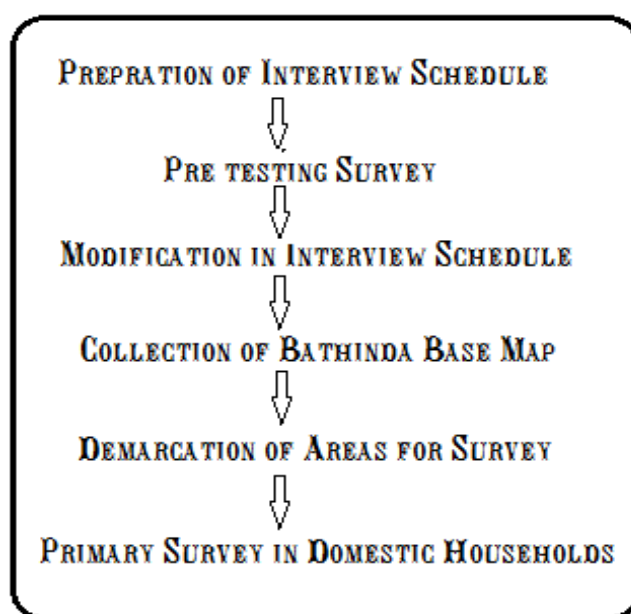 Prepration of Interview Schedule
Pre testing Survey
Modification in Interview Schedule
Collection of Bathinda Base Map
Demarcation of Areas for Survey
Primary Survey in Domestic Households